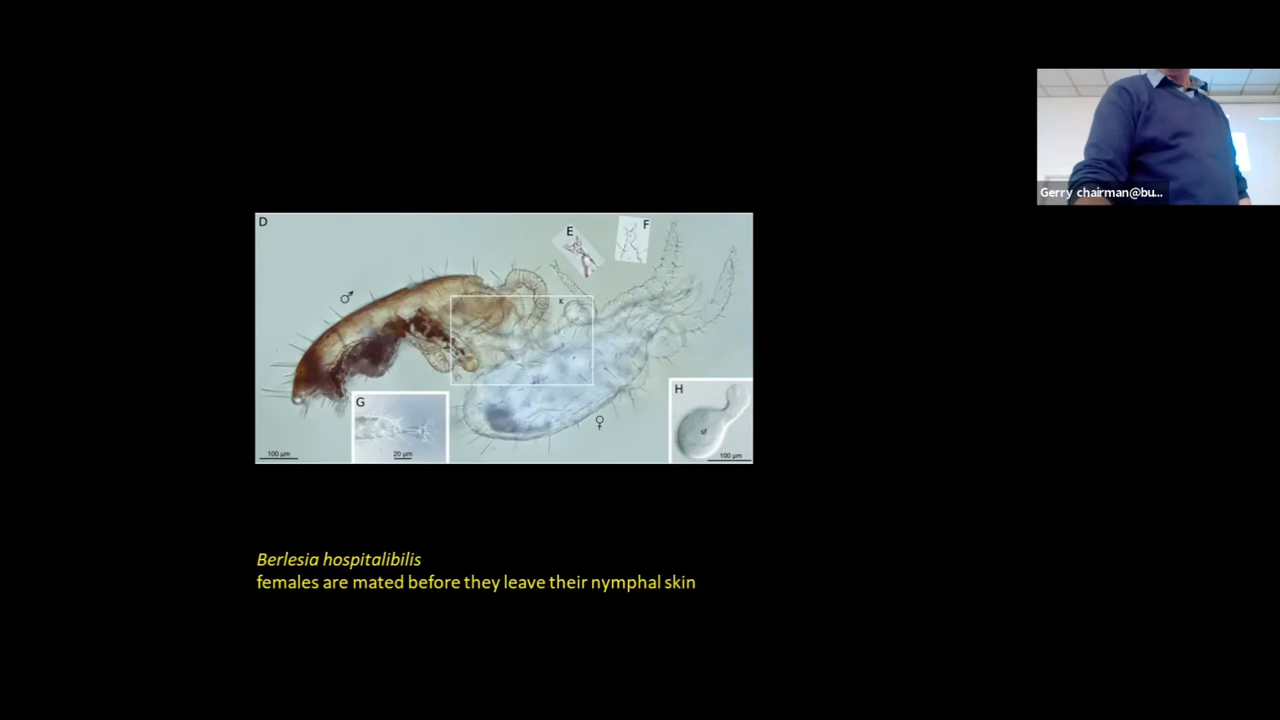 D
E
F
♂
K
G
H
sf
♀
100 µm
20 µm
100 µm
Gerry chairman@bu...
Berlesia hospitalibilis
females are mated before they leave their nymphal skin